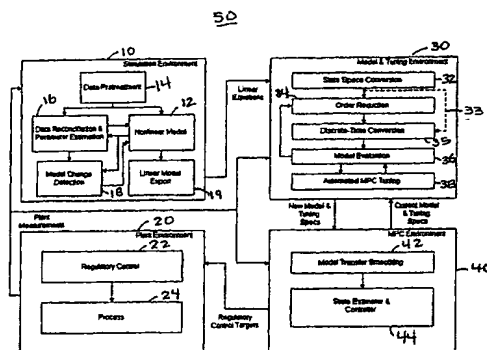 50
10
Simulation Environment
Data Pretreatment
14
16
12
Data Reconciliation &
Parameter Estimation
Nonlinear Model
Model Change
Detection
18
Linear Model
Export
19
Linear
Equations
30
Model & Tuning Environment
State Space Conversion
32
34
Order Reduction
33
Discrete-Time Conversion
35
Model Evaluation
36
Automated MPC Tuning
38
Plant
Measurement
20
Plant Environment
22
Regulatory Control
24
Process
Regulatory
Control Targets
New Model &
Tuning
Specs
Current Model
& Tuning
Specs
MPC Environment
42
Model Transfer Smoothing
40
State Estimator &
Controller
44